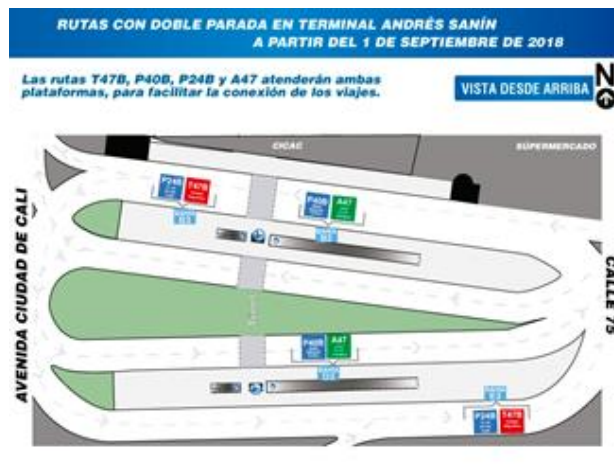 RUTAS CON DOBLE PARADA EN TERMINAL ANDRÉS SANÍN
A PARTIR DEL 1 DE SEPTIEMBRE DE 2018
Las rutas T47B, P40B, P24B y A47 atenderán ambas
plataformas, para facilitar la conexión de los viajes.
VISTA DESDE ARRIBA
N
CICAC
SÚPERMERCADO
AVENIDA CIUDAD DE CALI
CALLE 75
P24B
T47B
P40B
A47
P40B
A47
P24B
T47B